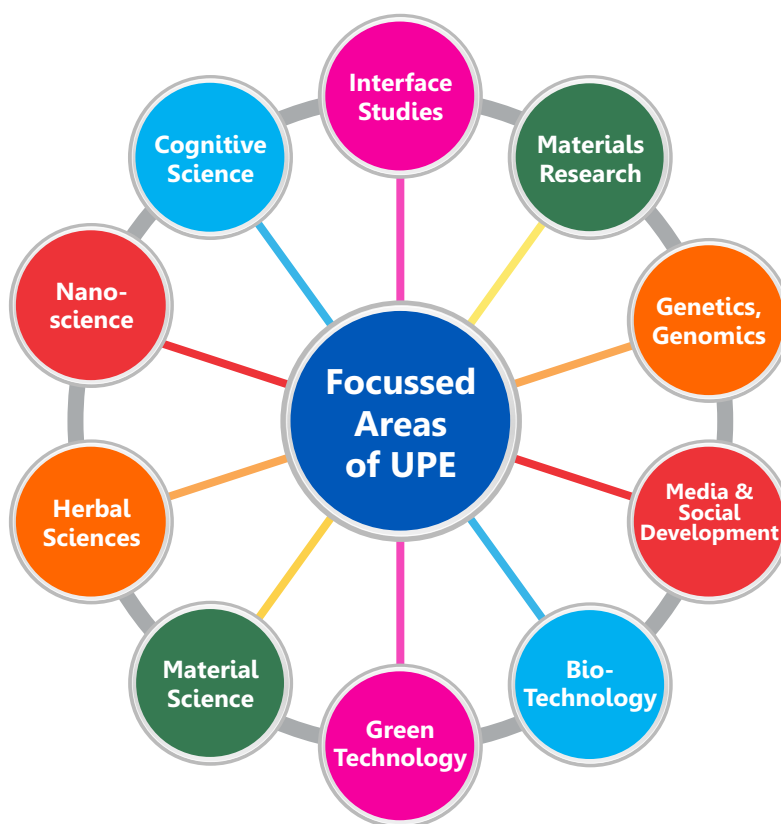 Interface
Studies
Materials
Research
Genetics,
Genomics
Media &
Social
Development
Bio-
Technology
Green
Technology
Material
Science
Herbal
Sciences
Nano-
science
Cognitive
Science
Focussed
Areas
of UPE